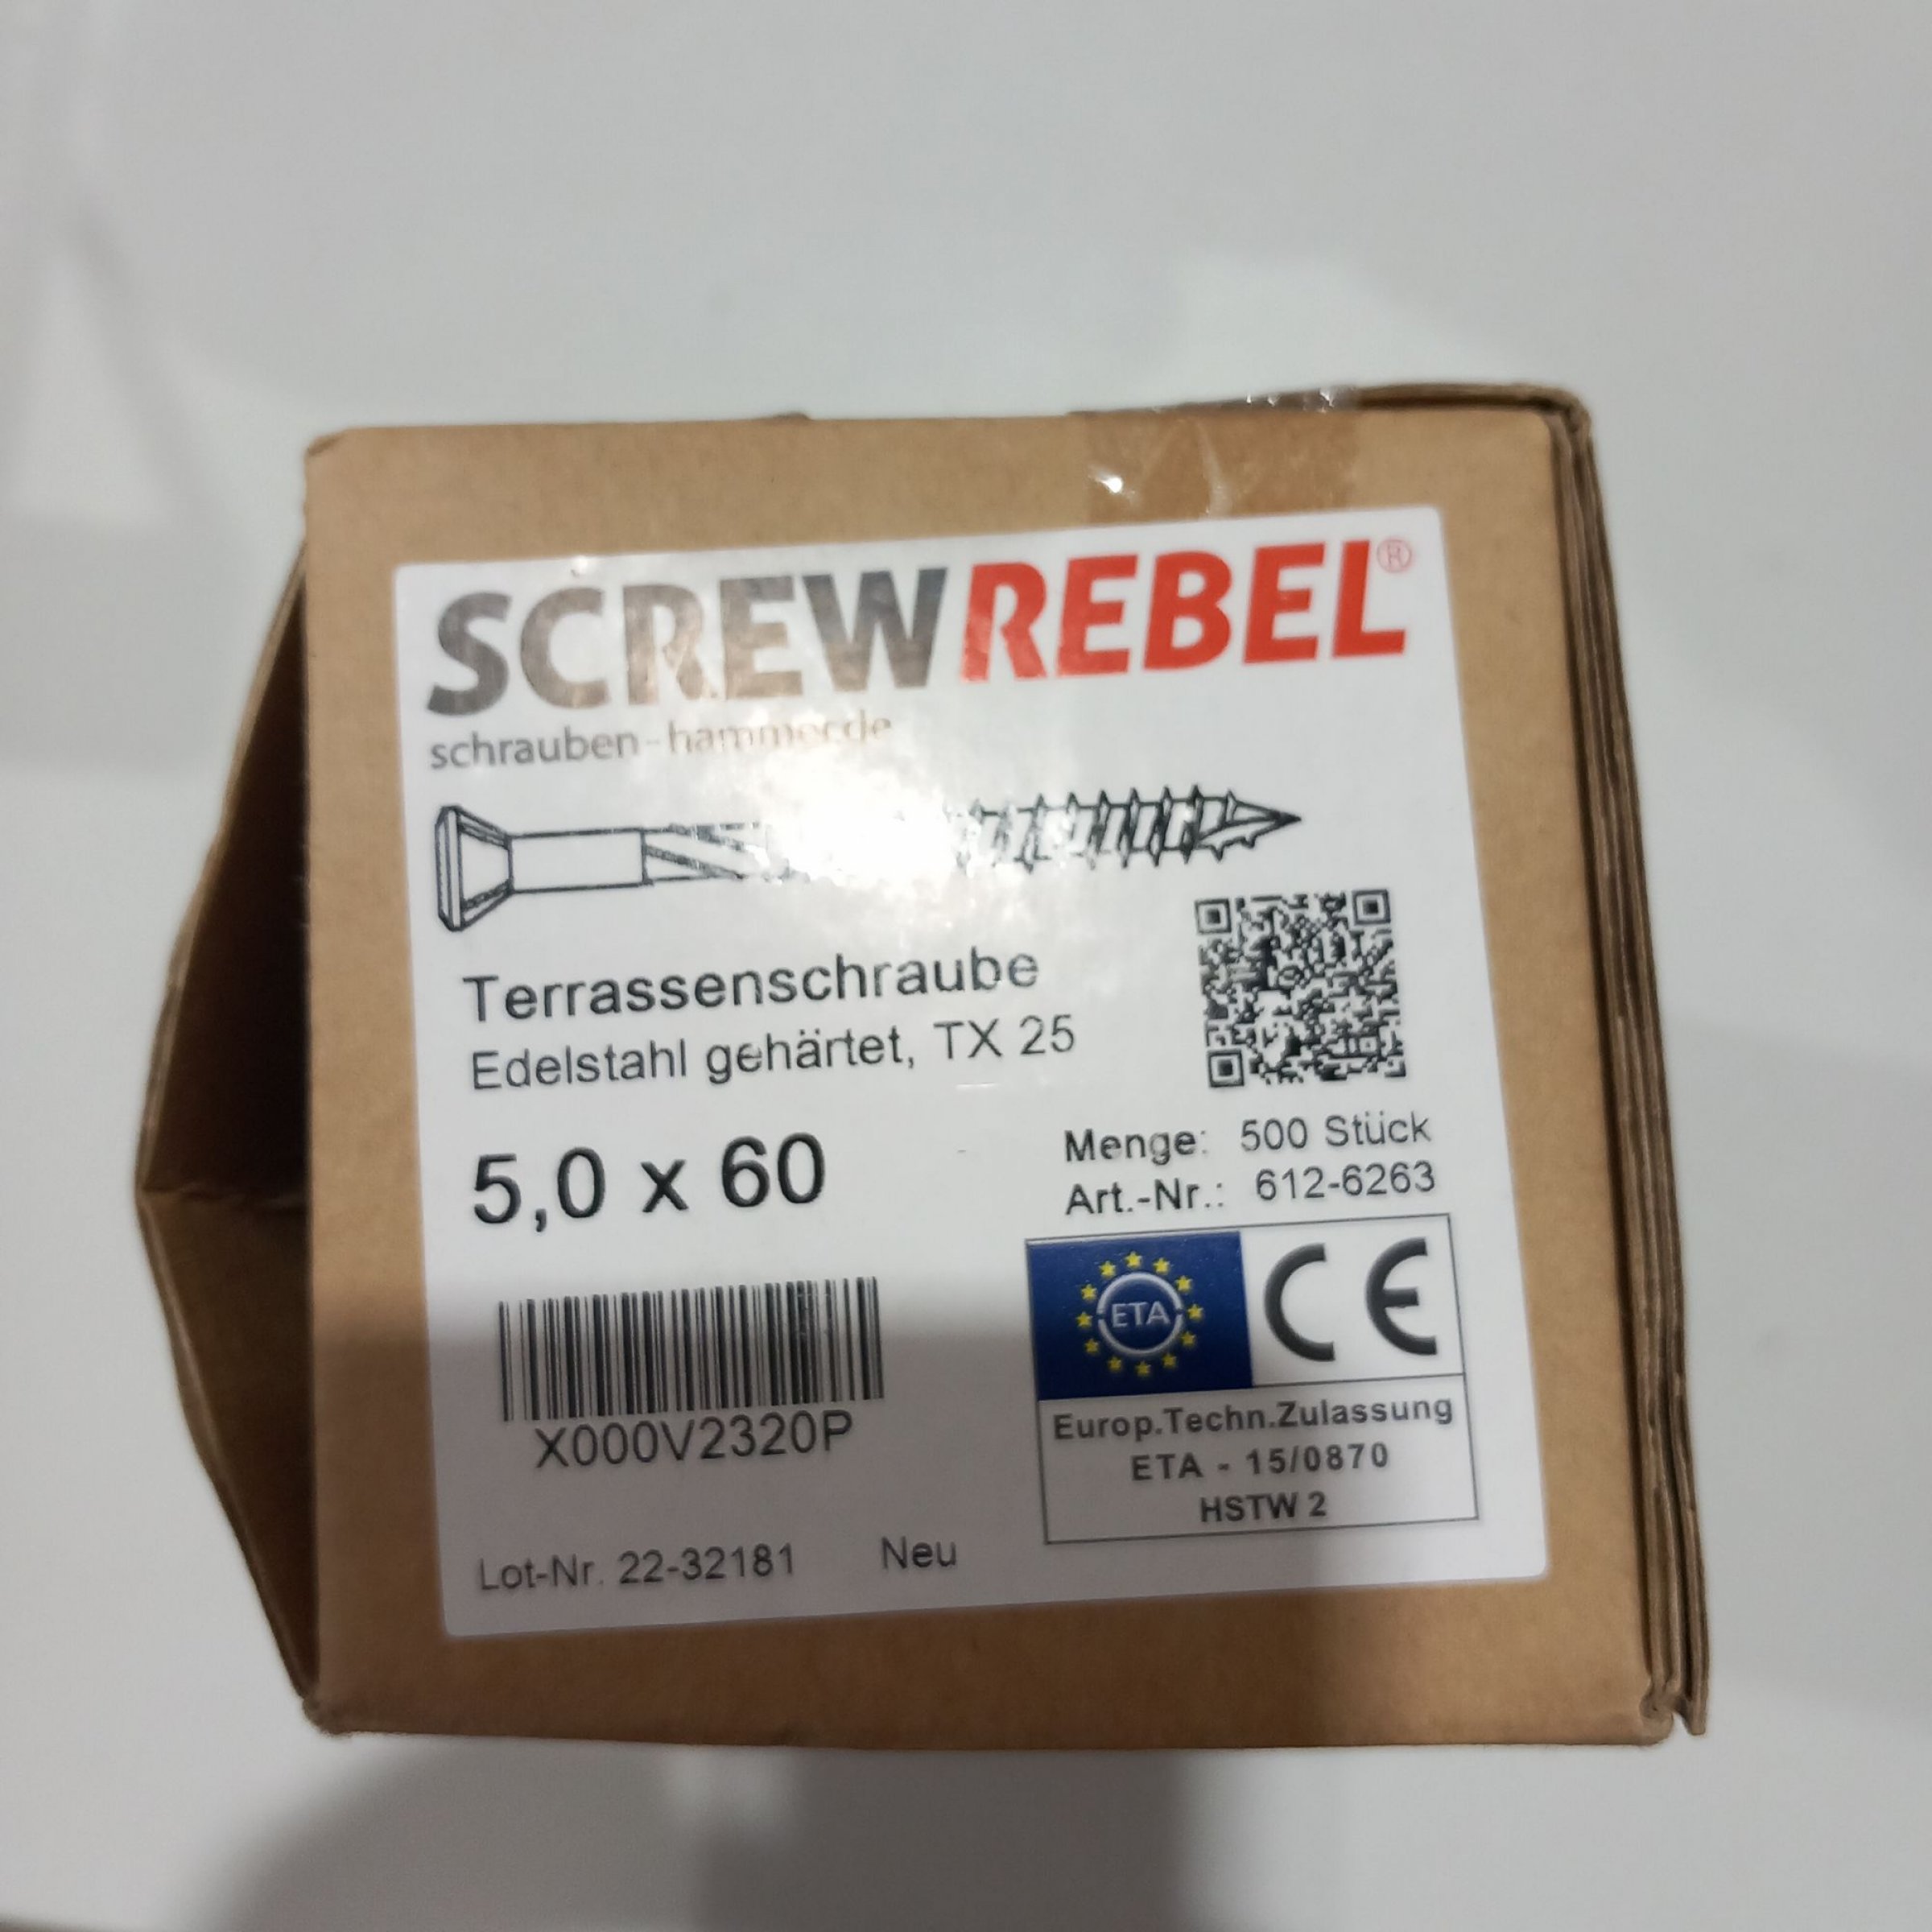 SCREWREBEL®
schrauben-hammer.de
Terrassenschraube
Edelstahl gehärtet, TX 25
5,0 x 60
Menge: 500 Stück
Art.-Nr.: 612-6263
ETA CE
X000V2320P
Europ.Techn.Zulassung
ETA - 15/0870
HSTW 2
Lot-Nr. 22-32181 Neu